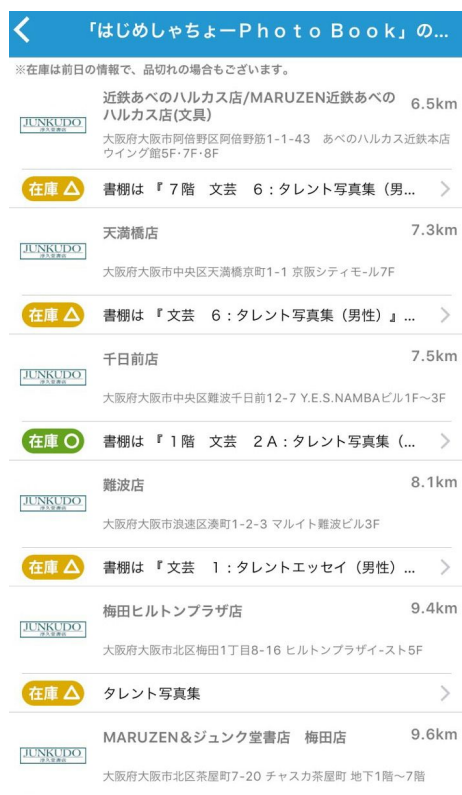 「はじめしゃちょーＰｈｏｔｏ Ｂｏｏｋ」の...
※在庫は前日の情報で、品切れの場合もございます。
近鉄あべのハルカス店/MARUZEN近鉄あべの 6.5km
ハルカス店(文具)
JUNKUDO
大阪府大阪市阿倍野区阿倍野筋1-1-43　あべのハルカス近鉄本店
ウイング館5F･7F･8F
在庫 △ 書棚は『７階　文芸　６：タレント写真集（男...
天満橋店 7.3km
JUNKUDO
大阪府大阪市中央区天満橋京町1-1 京阪シティモ-ル7F
在庫 △ 書棚は『文芸　６：タレント写真集（男性）』...
千日前店 7.5km
JUNKUDO
大阪府大阪市中央区難波千日前12-7 Y.E.S.NAMBAビル1F〜3F
在庫 ○ 書棚は『１階　文芸　２Ａ：タレント写真集（...
難波店 8.1km
JUNKUDO
大阪府大阪市浪速区湊町1-2-3 マルイト難波ビル3F
在庫 △ 書棚は『文芸　１：タレントエッセイ（男性）...
梅田ヒルトンプラザ店 9.4km
JUNKUDO
大阪府大阪市北区梅田1丁目8-16 ヒルトンプラザイ-スト5F
在庫 △ タレント写真集
MARUZEN＆ジュンク堂書店　梅田店 9.6km
JUNKUDO
大阪府大阪市北区茶屋町7-20 チャスカ茶屋町 地下1階〜7階